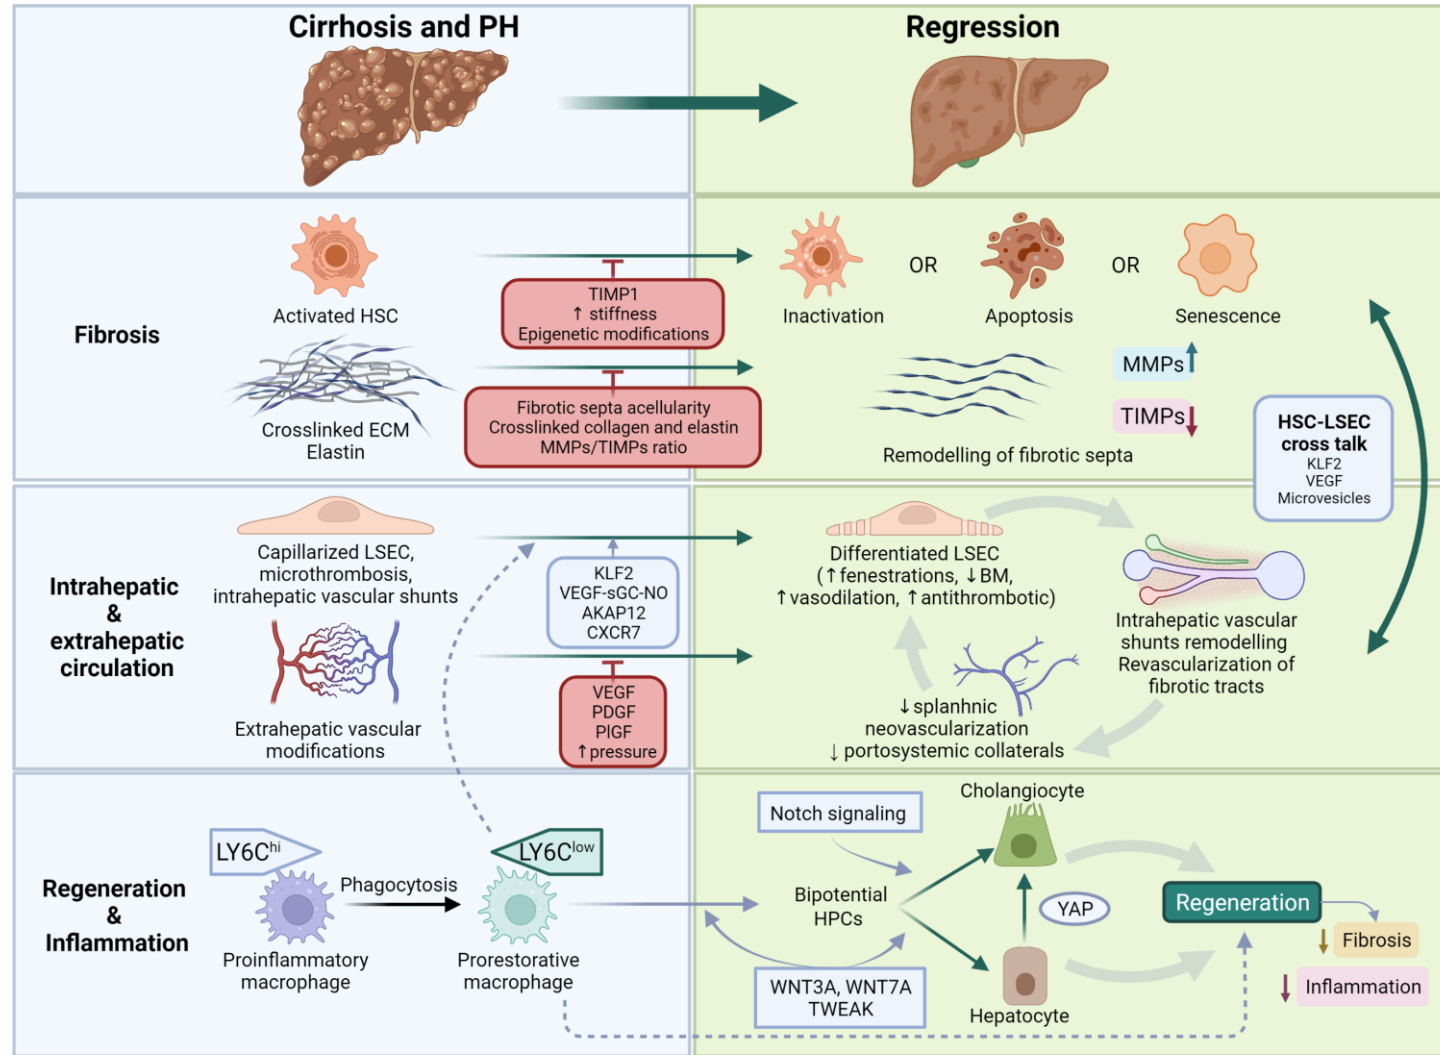 Cirrhosis and PH
Regression
Fibrosis
Activated HSC
TIMP1
↑ stiffness
Epigenetic modifications
Inactivation
OR
Apoptosis
OR
Senescence
Crosslinked ECM
Elastin
Fibrotic septa acellularity
Crosslinked collagen and elastin
MMPs/TIMPs ratio
Remodelling of fibrotic septa
MMPs↑
TIMPs↓
HSC-LSEC
cross talk
KLF2
VEGF
Microvesicles
Intrahepatic
&
extrahepatic
circulation
Capillarized LSEC,
microthrombosis,
intrahepatic vascular shunts
KLF2
VEGF-sGC-NO
AKAP12
CXCR7
Differentiated LSEC
(↑fenestrations, ↓BM,
↑vasodilation, ↑antithrombotic)
Intrahepatic vascular
shunts remodelling
Revascularization of
fibrotic tracts
Extrahepatic vascular
modifications
VEGF
PDGF
PIGF
↑pressure
↓splanhnic
neovascularization
↓ portosystemic collaterals
Regeneration
&
Inflammation
LY6Chi
Phagocytosis
LY6Clow
Proinflammatory
macrophage
Prorestorative
macrophage
Notch signaling
Cholangiocyte
Bipotential
HPCs
YAP
WNT3A, WNT7A
TWEAK
Hepatocyte
Regeneration
↓ Fibrosis
↓ Inflammation